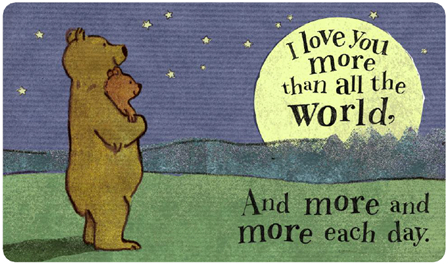 I love you
more
than all the
world,
And more and
more each day.